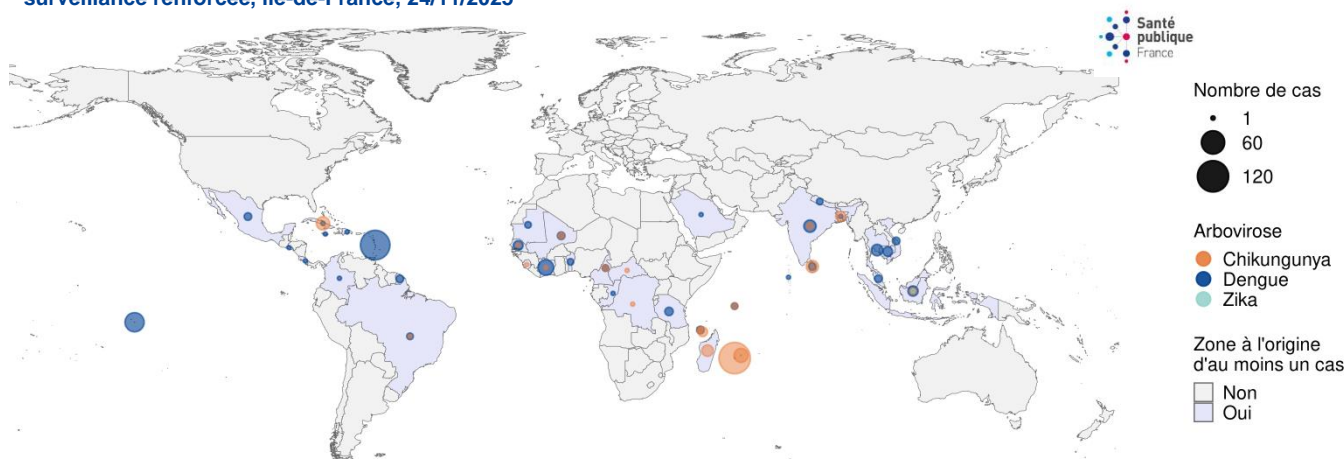 surveillance renforcée, Ile-de-France, 24/11/2025
Santé
publique
France
Nombre de cas
1
60
120
Arbovirose
Chikungunya
Dengue
Zika
Zone à l'origine
d'au moins un cas
Non
Oui